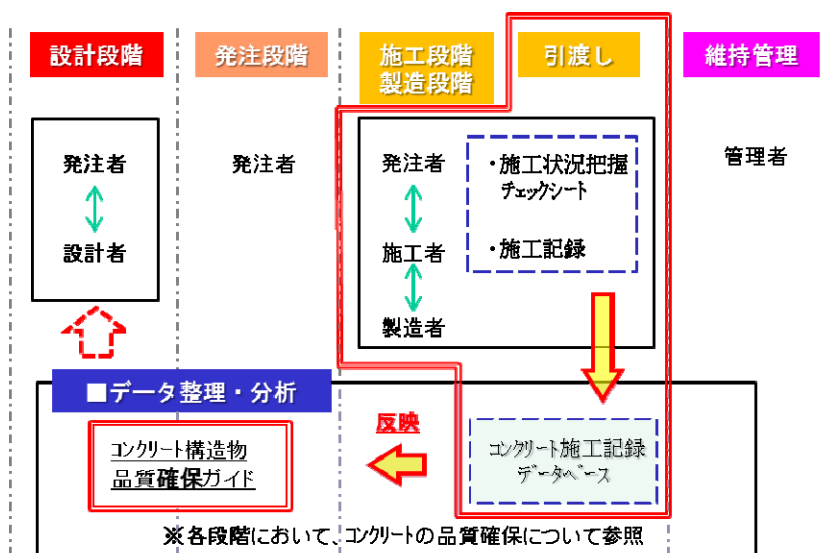 設計段階
発注段階
施工段階
製造段階
引渡し
維持管理
発注者
設計者
発注者
発注者
施工者
製造者
・施工状況把握
チェックシート
・施工記録
管理者
■データ整理・分析
コンクリート構造物
品質確保ガイド
反映
コンクリート施工記録
データベース
※各段階において、コンクリートの品質確保について参照